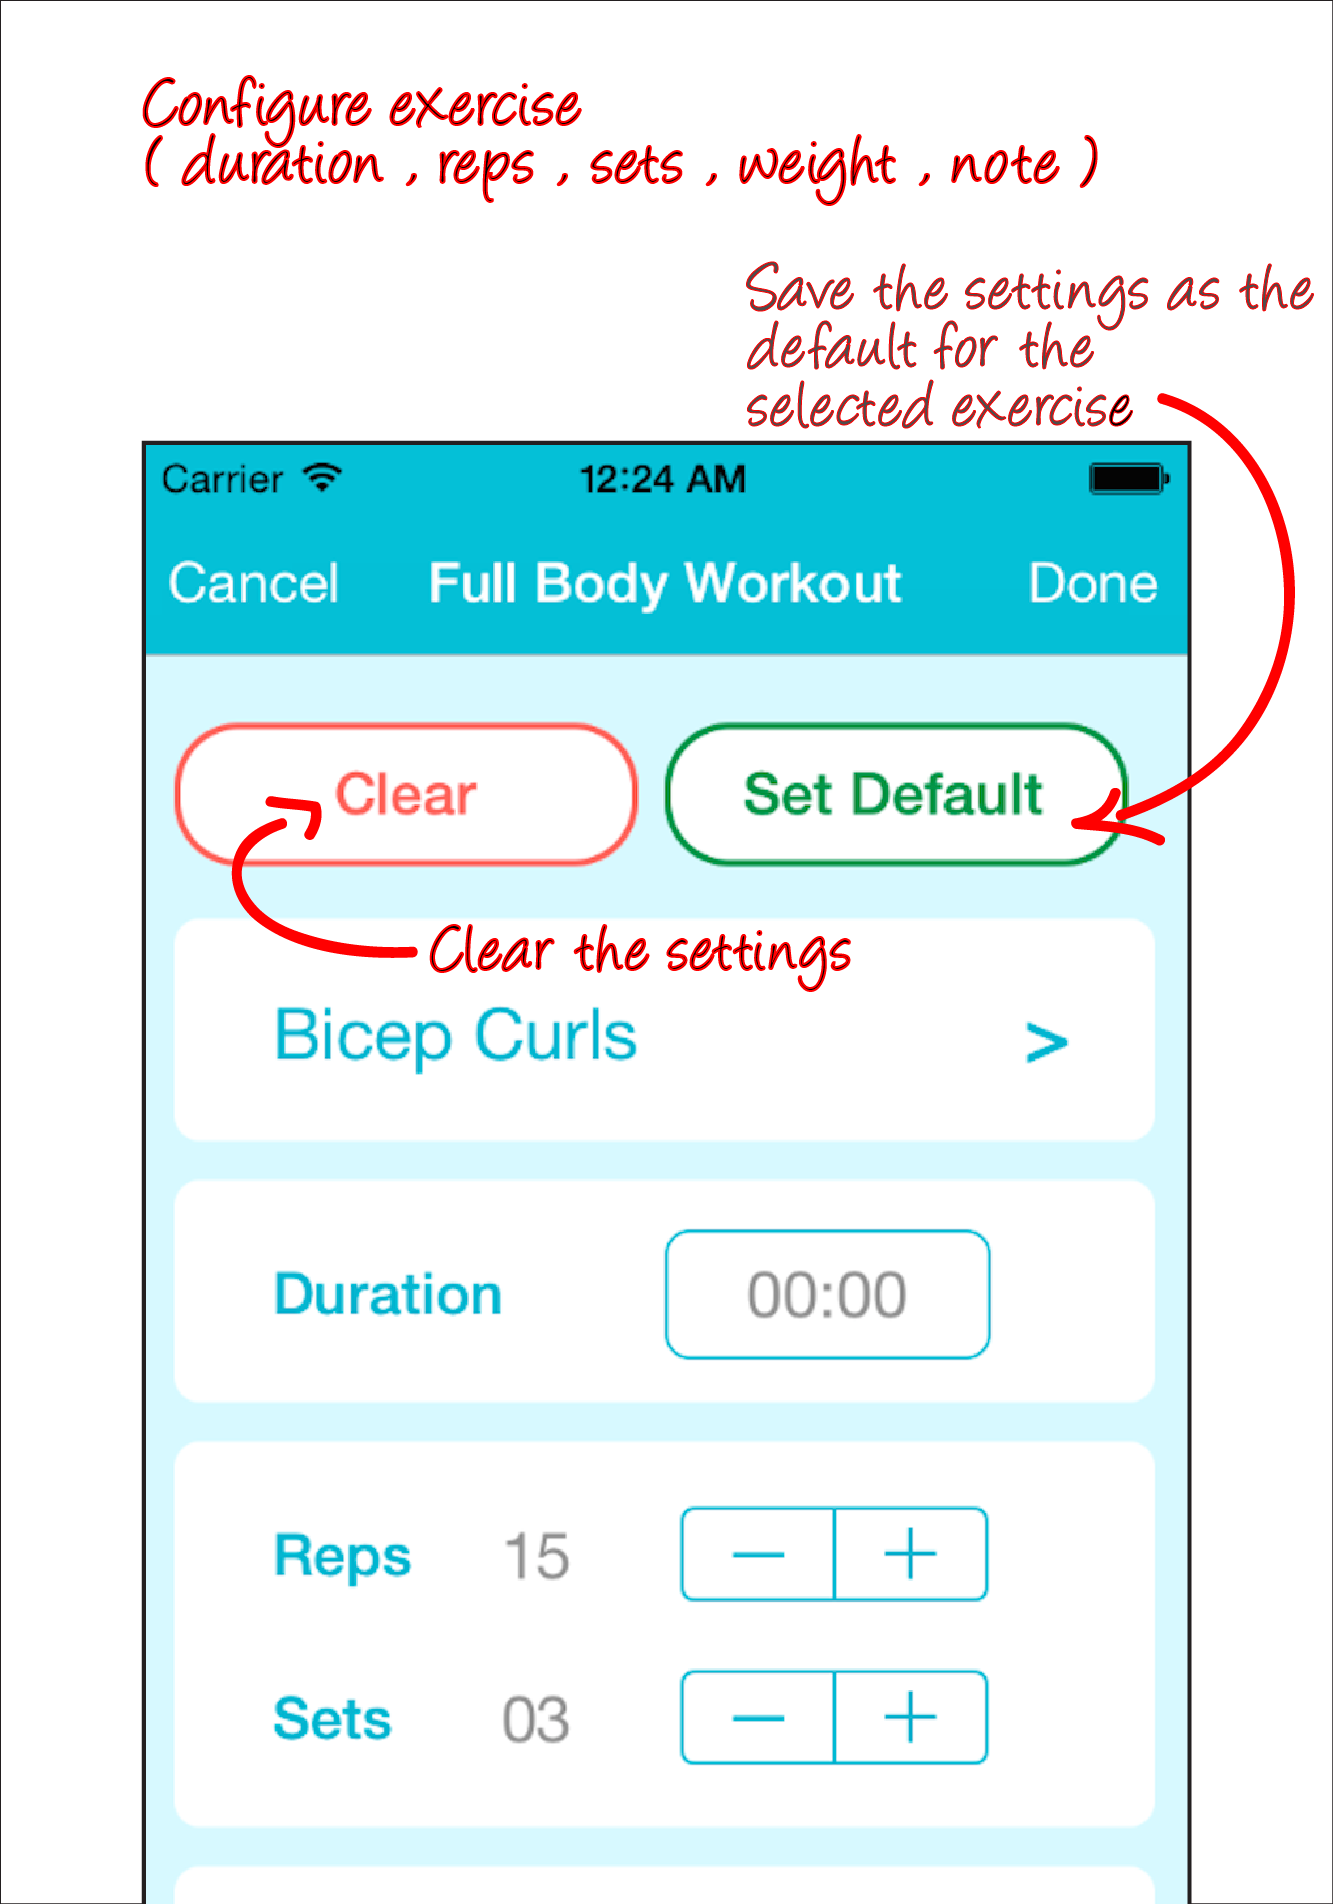 Configure exercise
( duration , reps , sets , weight , note )
Save the settings as the
default for the
selected exercise
Carrier 12:24 AM
Cancel Full Body Workout Done
Clear Set Default
Clear the settings
Bicep Curls >
Duration 00:00
Reps 15 − +
Sets 03 − +